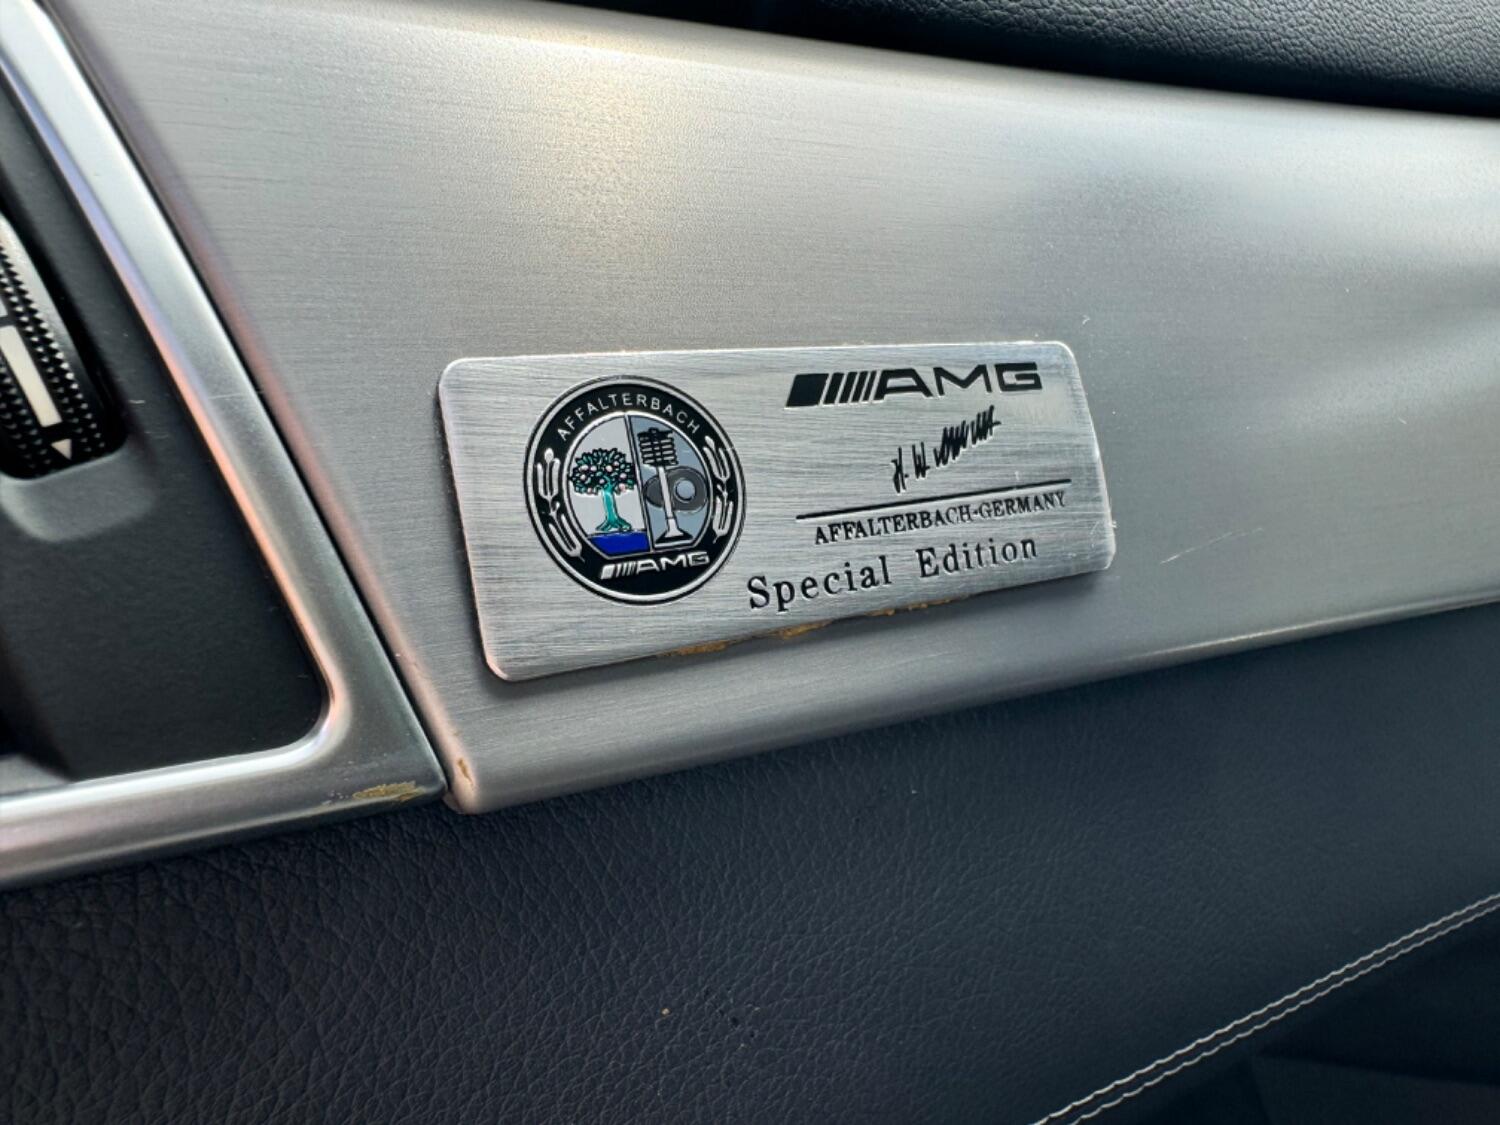 AFFALTERBACH
AMG
AMG
AFFALTERBACH-GERMANY
Special Edition